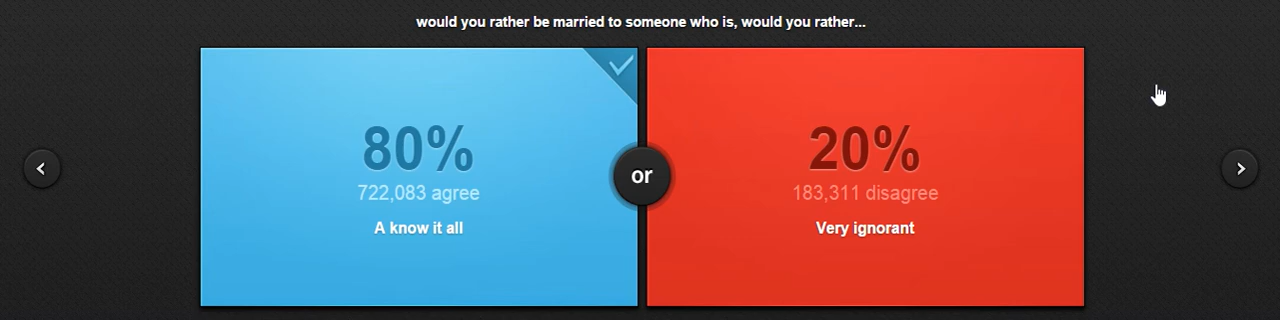 would you rather be married to someone who is, would you rather...
80%
722,083 agree
A know it all
or
20%
183,311 disagree
Very ignorant